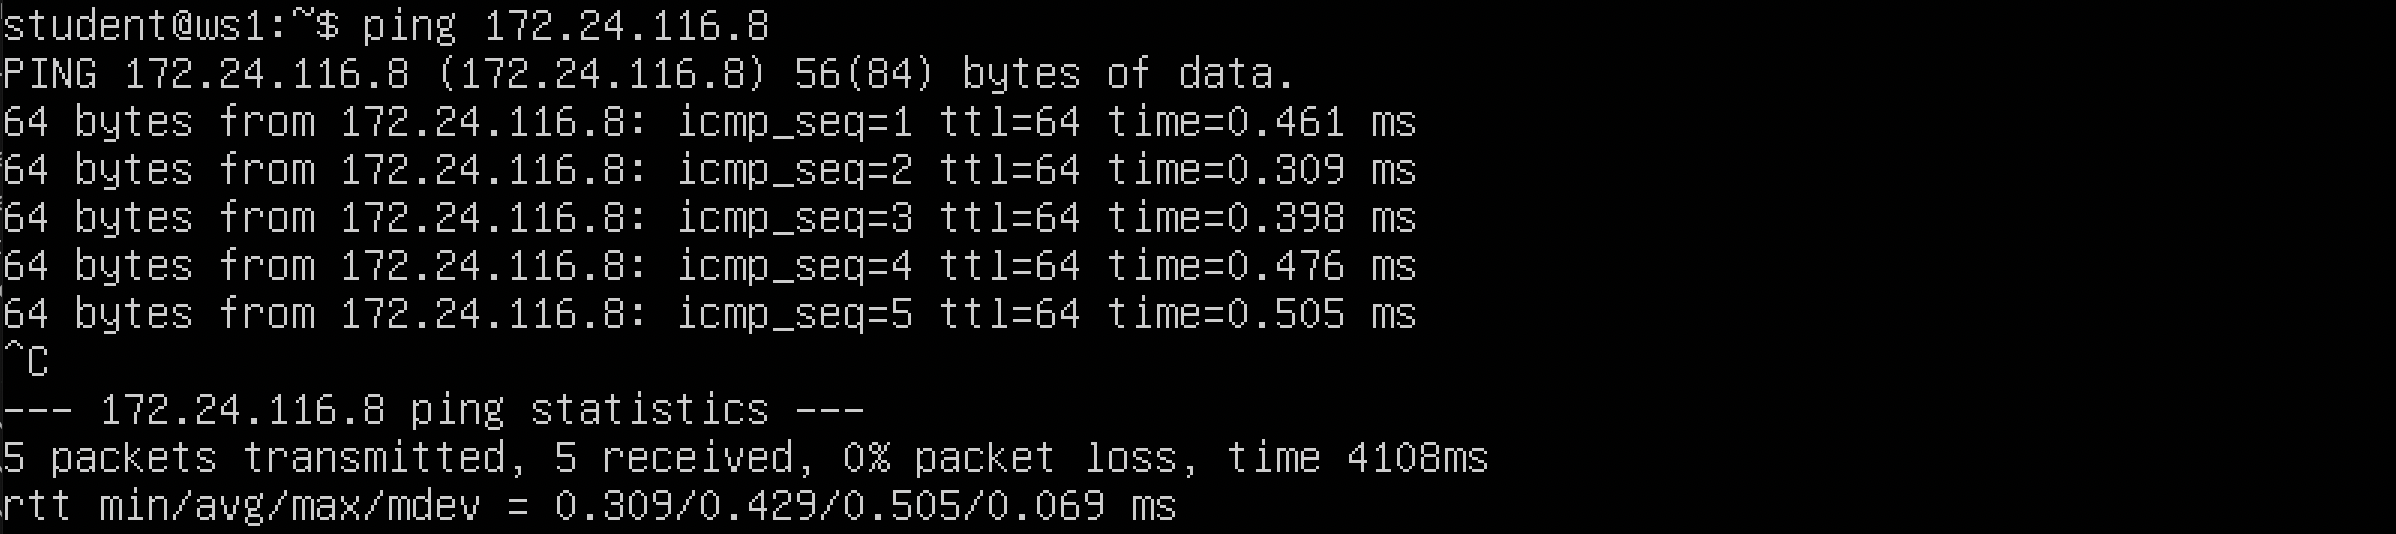 student@ws1:~$ ping 172.24.116.8
PING 172.24.116.8 (172.24.116.8) 56(84) bytes of data.
64 bytes from 172.24.116.8: icmp_seq=1 ttl=64 time=0.461 ms
64 bytes from 172.24.116.8: icmp_seq=2 ttl=64 time=0.309 ms
64 bytes from 172.24.116.8: icmp_seq=3 ttl=64 time=0.398 ms
64 bytes from 172.24.116.8: icmp_seq=4 ttl=64 time=0.476 ms
64 bytes from 172.24.116.8: icmp_seq=5 ttl=64 time=0.505 ms
^C
--- 172.24.116.8 ping statistics ---
5 packets transmitted, 5 received, 0% packet loss, time 4108ms
rtt min/avg/max/mdev = 0.309/0.429/0.505/0.069 ms